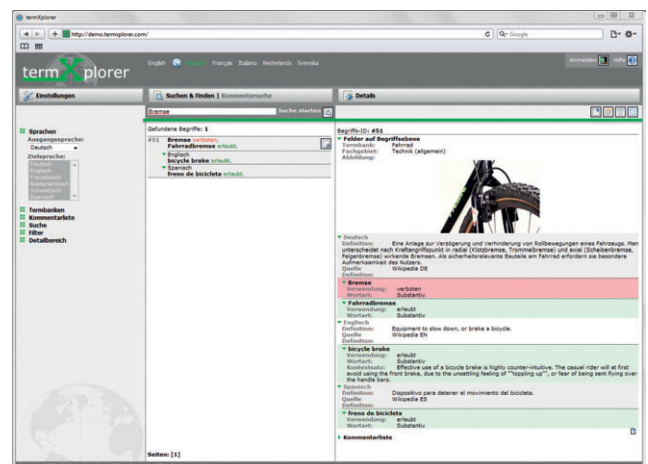 termXplorer
http://demo.termxplorer.com/
Q- Google
termXplorer
English Deutsch Français Italiano Nederlands Svenska
Anmelden Hilfe
Einstellungen
Suchen & Finden | Kommentarsuche
Details
Bremse
Suche starten
Sprachen
Ausgangssprache:
Deutsch
Zielsprache:
Deutsch
Englisch
Französisch
Niederländisch
Schwedisch
Spanisch
Termbanken
Kommentarliste
Suche
Filter
Detailbereich
Gefundene Begriffe: 1
#51 Bremse verboten,
Fahrradbremse erlaubt,
Englisch
bicycle brake erlaubt,
Spanisch
freno de bicicleta erlaubt,
Seiten: [1]
Begriffs-ID: #51
Felder auf Begriffsebene
Termbank: Fahrrad
Fachgebiet: Technik (allgemein)
Abbildung:
Deutsch
Definition: Eine Anlage zur Verzögerung und Verhinderung von Rollbewegungen eines Fahrzeugs. Man
unterscheidet nach Kraftangriffspunkt in radial (Klotzbremse, Trommelbremse) und axial (Scheibenbremse,
Felgenbremse) wirkende Bremsen. Als sicherheitsrelevante Bauteile am Fahrrad erfordern sie besondere
Aufmerksamkeit des Nutzers.
Quelle Wikipedia DE
Definition:
Bremse
Verwendung: verboten
Wortart: Substantiv
Fahrradbremse
Verwendung: erlaubt
Wortart: Substantiv
Englisch
Definition: Equipment to slow down, or brake a bicycle.
Quelle Wikipedia EN
Definition:
bicycle brake
Verwendung: erlaubt
Wortart: Substantiv
Kontextsatz: Effective use of a bicycle brake is highly counter-intuitive. The casual rider will at first
avoid using the front brake, due to the unsettling feeling of ""toppling up"", or fear of being sent flying over
the handle bars.
Spanisch
Definition: Dispositivo para detener el movimiento del bicicleta.
Quelle Wikipedia ES
Definition:
freno de bicicleta
Verwendung: erlaubt
Wortart: Substantiv
Kommentarliste